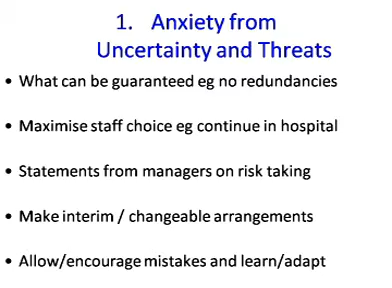 1. Anxiety from
Uncertainty and Threats
• What can be guaranteed eg no redundancies
• Maximise staff choice eg continue in hospital
• Statements from managers on risk taking
• Make interim / changeable arrangements
• Allow/encourage mistakes and learn/adapt